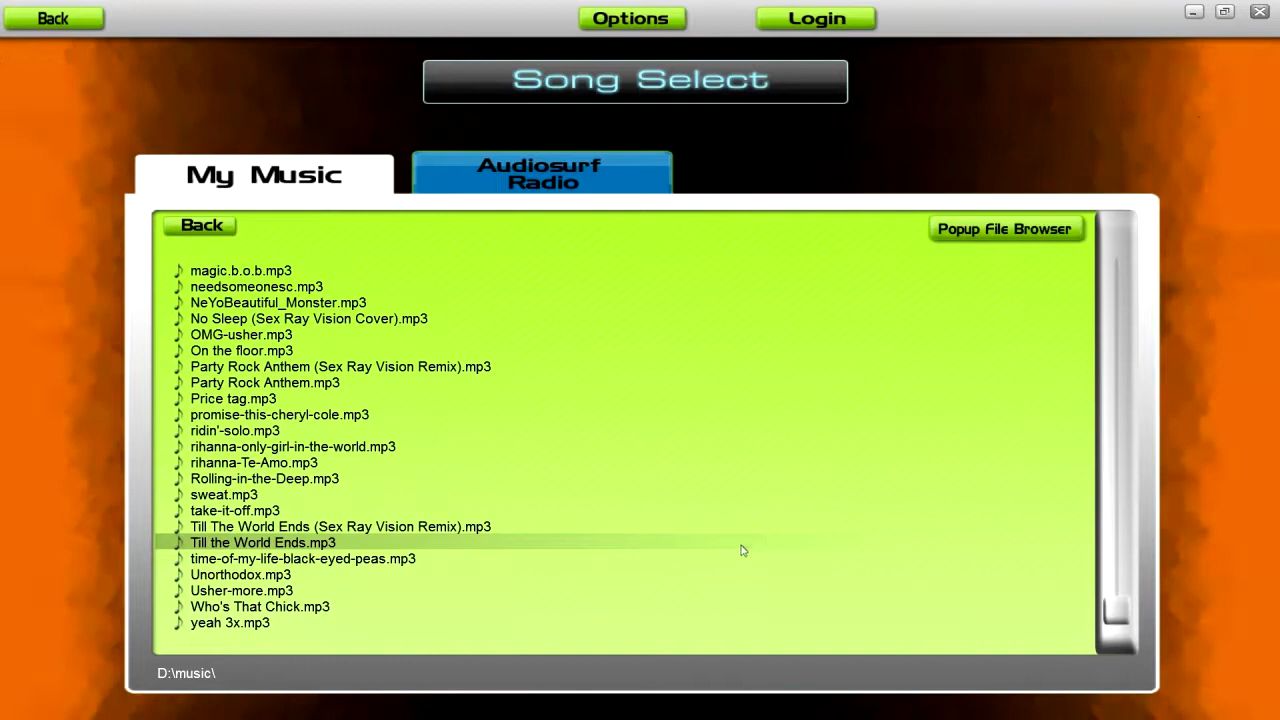 Back
Options
Login
Song Select
My Music
Audiosurf
Radio
Back
Popup File Browser
magic.b.o.b.mp3
needsomeonesc.mp3
NeYoBeautiful_Monster.mp3
No Sleep (Sex Ray Vision Cover).mp3
OMG-usher.mp3
On the floor.mp3
Party Rock Anthem (Sex Ray Vision Remix).mp3
Party Rock Anthem.mp3
Price tag.mp3
promise-this-cheryl-cole.mp3
ridin'-solo.mp3
rihanna-only-girl-in-the-world.mp3
rihanna-Te-Amo.mp3
Rolling-in-the-Deep.mp3
sweat.mp3
take-it-off.mp3
Till The World Ends (Sex Ray Vision Remix).mp3
Till the World Ends.mp3
time-of-my-life-black-eyed-peas.mp3
Unorthodox.mp3
Usher-more.mp3
Who's That Chick.mp3
yeah 3x.mp3
D:\music\